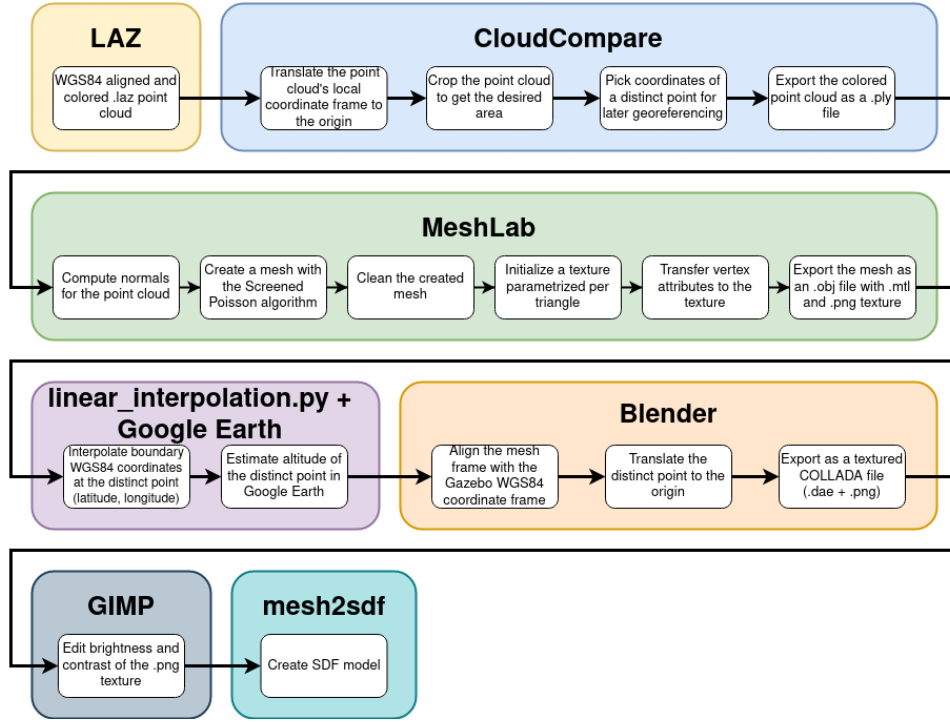 LAZ
WGS84 aligned and
colored .laz point
cloud
CloudCompare
Translate the point
cloud's local
coordinate frame to
the origin
Crop the point cloud
to get the desired
area
Pick coordinates of
a distinct point for
later georeferencing
Export the colored
point cloud as a .ply
file
MeshLab
Compute normals
for the point cloud
Create a mesh with
the Screened
Poisson algorithm
Clean the created
mesh
Initialize a texture
parametrized per
triangle
Transfer vertex
attributes to the
texture
Export the mesh as
an .obj file with .mtl
and .png texture
linear_interpolation.py +
Google Earth
Interpolate boundary
WGS84 coordinates
at the distinct point
(latitude, longitude)
Estimate altitude of
the distinct point in
Google Earth
Blender
Align the mesh
frame with the
Gazebo WGS84
coordinate frame
Translate the
distinct point to the
origin
Export as a textured
COLLADA file
(.dae + .png)
GIMP
Edit brightness and
contrast of the .png
texture
mesh2sdf
Create SDF model